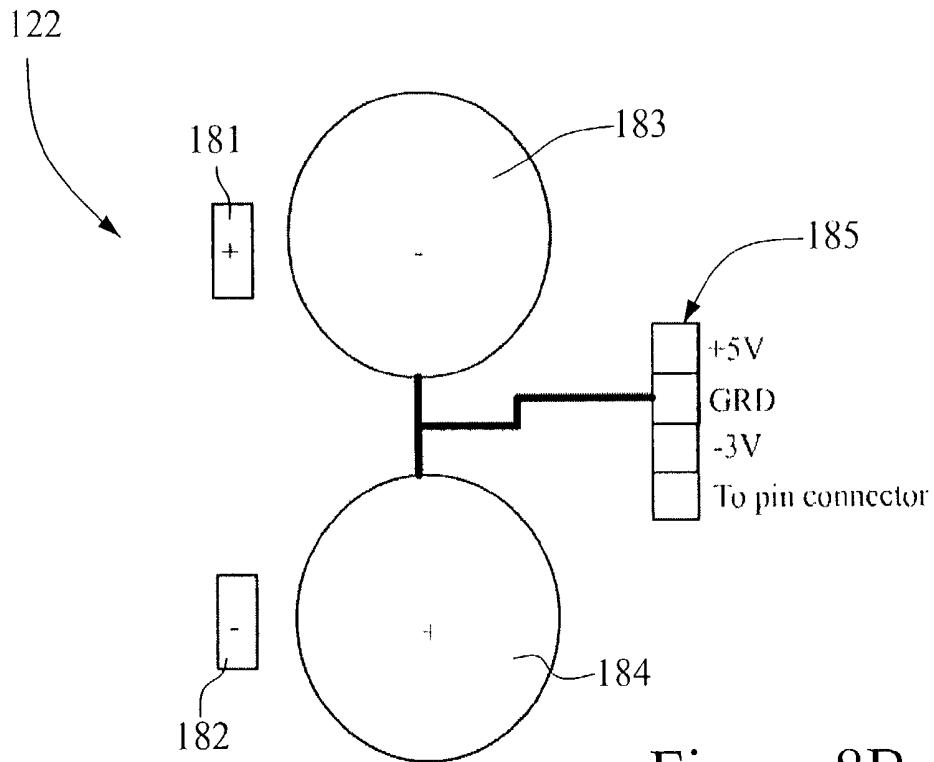 122
183
181
+
-
185
+5V
GRD
-3V
To pin connector
-
+
184
182